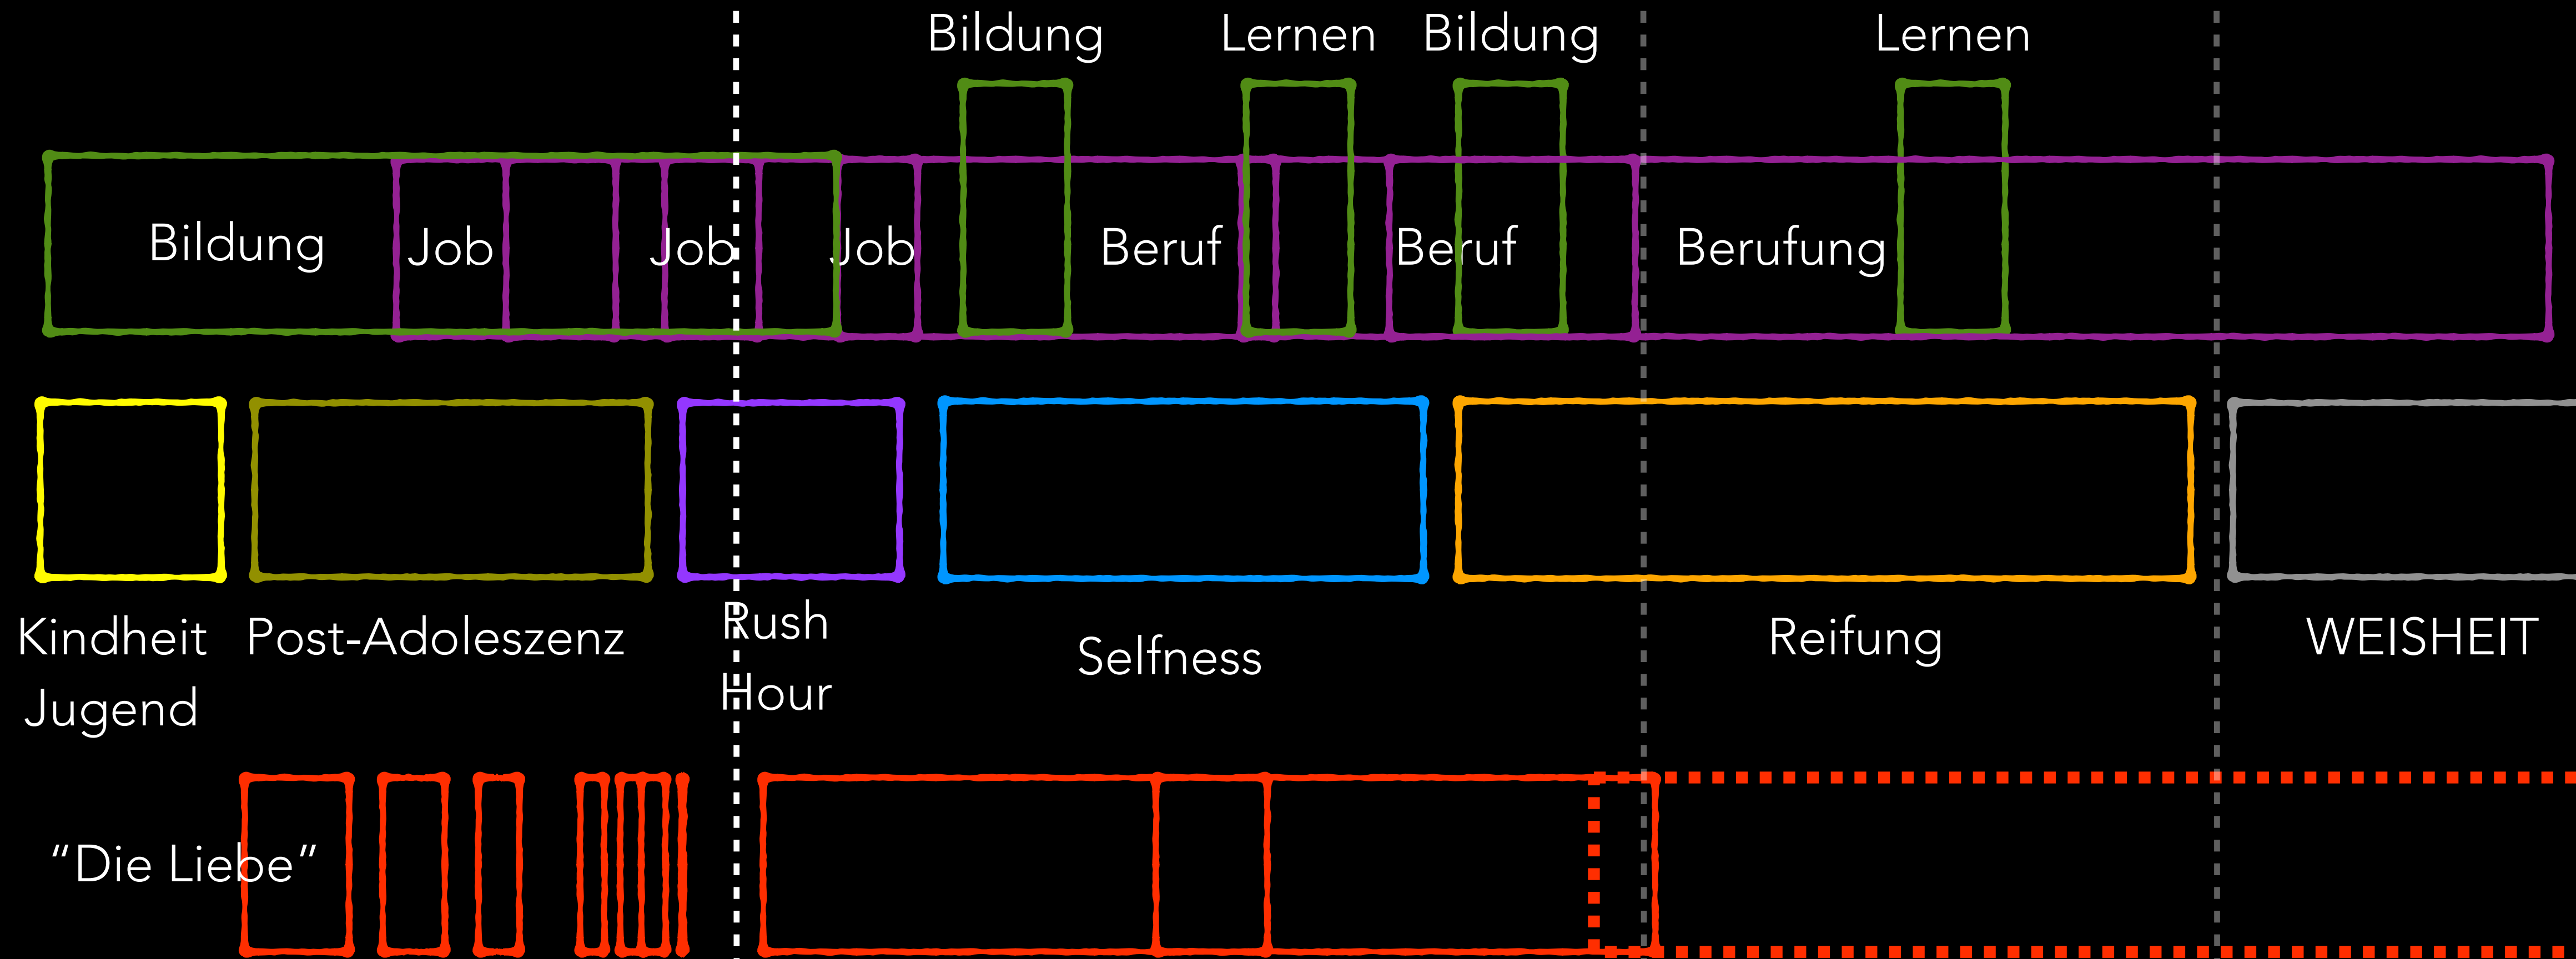 Bildung
Lernen
Bildung
Lernen
Bildung
Job
Job
Job
Beruf
Beruf
Berufung
Kindheit
Jugend
Post-Adoleszenz
Rush
Hour
Selfness
Reifung
WEISHEIT
“Die Liebe”